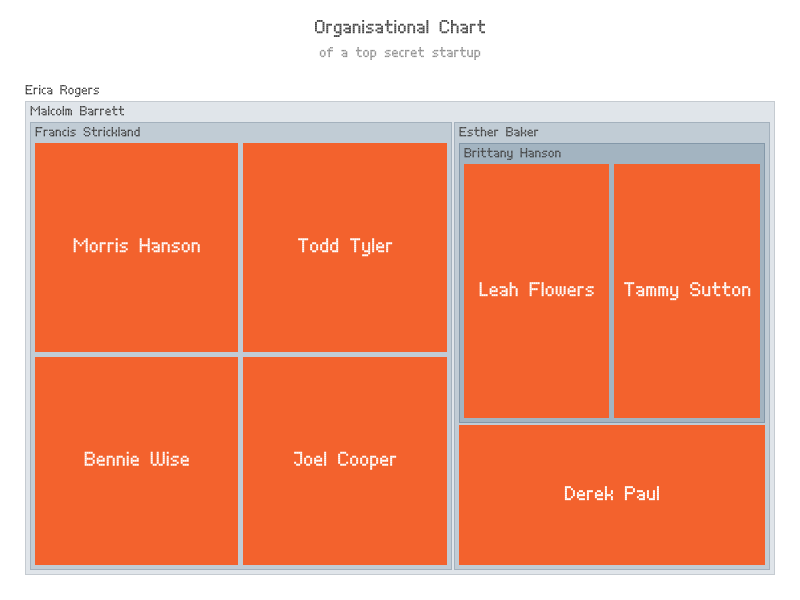 Organisational Chart
of a top secret startup
Erica Rogers
Malcolm Barrett
Francis Strickland
Morris Hanson
Todd Tyler
Bennie Wise
Joel Cooper
Esther Baker
Brittany Hanson
Leah Flowers
Tammy Sutton
Derek Paul